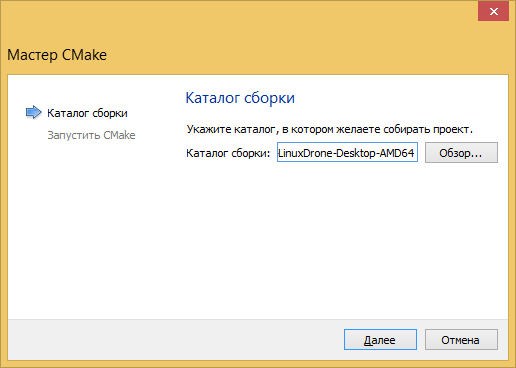 Мастер CMake
Каталог сборки
Запустить CMake
Каталог сборки
Укажите каталог, в котором желаете собирать проект.
Каталог сборки: LinuxDrone-Desktop-AMD64 Обзор...
Далее Отмена